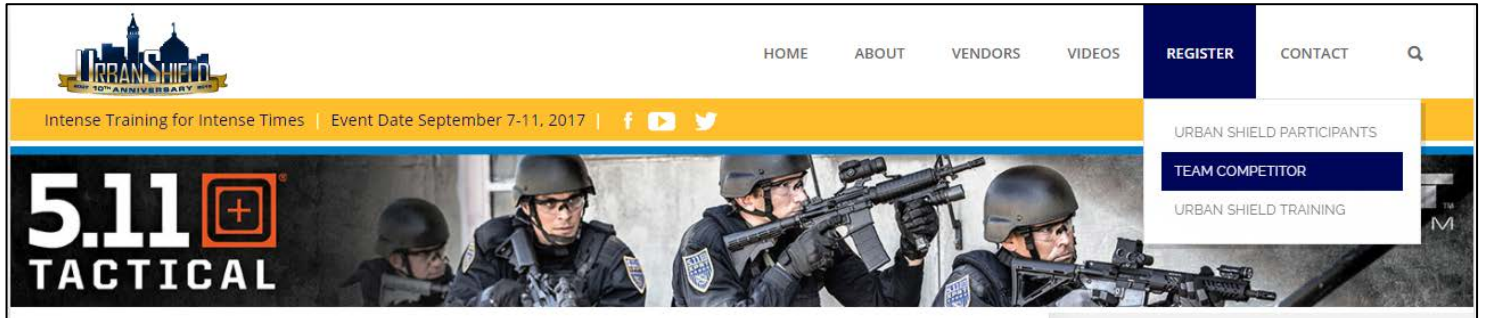 URBAN SHIELD
10TH ANNIVERSARY
HOME ABOUT VENDORS VIDEOS REGISTER CONTACT
Intense Training for Intense Times | Event Date September 7-11, 2017 |
URBAN SHIELD PARTICIPANTS
TEAM COMPETITOR
URBAN SHIELD TRAINING
5.11®
TACTICAL